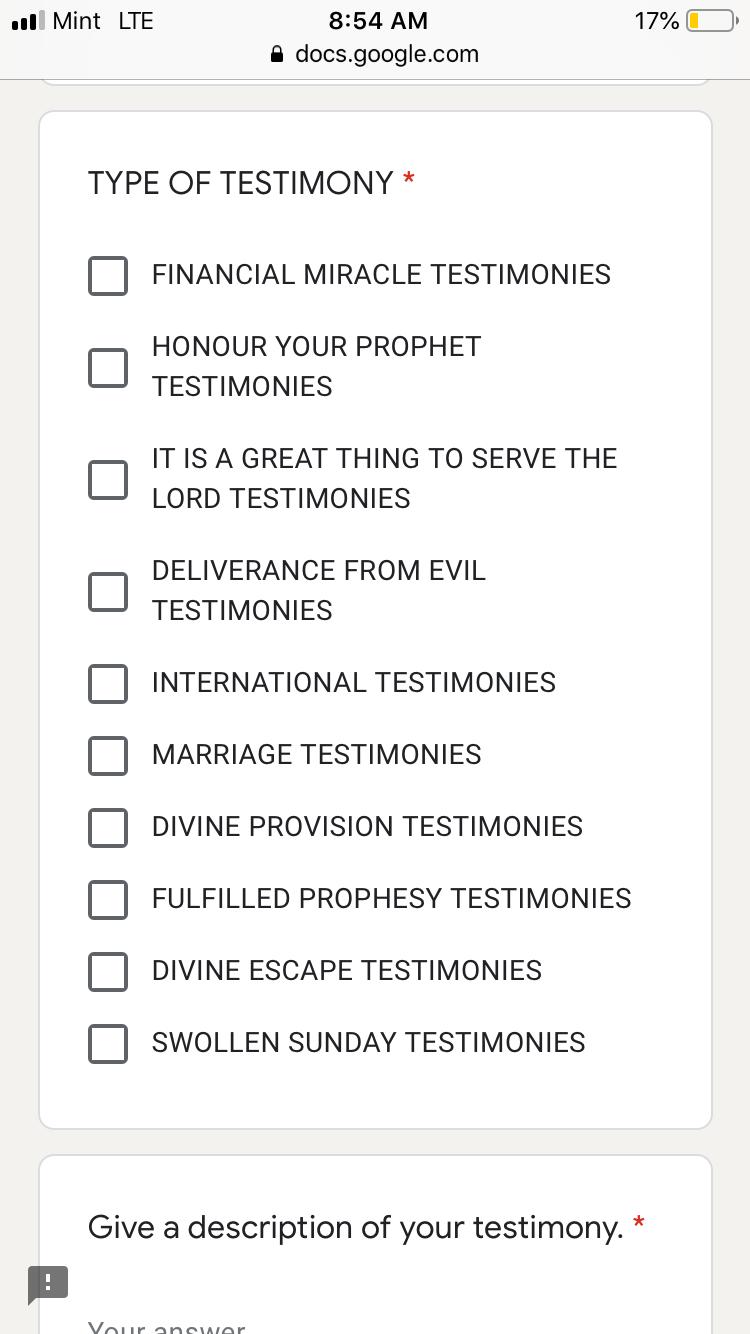 Mint LTE 8:54 AM 17%
docs.google.com
TYPE OF TESTIMONY *
FINANCIAL MIRACLE TESTIMONIES
HONOUR YOUR PROPHET
TESTIMONIES
IT IS A GREAT THING TO SERVE THE
LORD TESTIMONIES
DELIVERANCE FROM EVIL
TESTIMONIES
INTERNATIONAL TESTIMONIES
MARRIAGE TESTIMONIES
DIVINE PROVISION TESTIMONIES
FULFILLED PROPHESY TESTIMONIES
DIVINE ESCAPE TESTIMONIES
SWOLLEN SUNDAY TESTIMONIES
Give a description of your testimony. *
Your answer